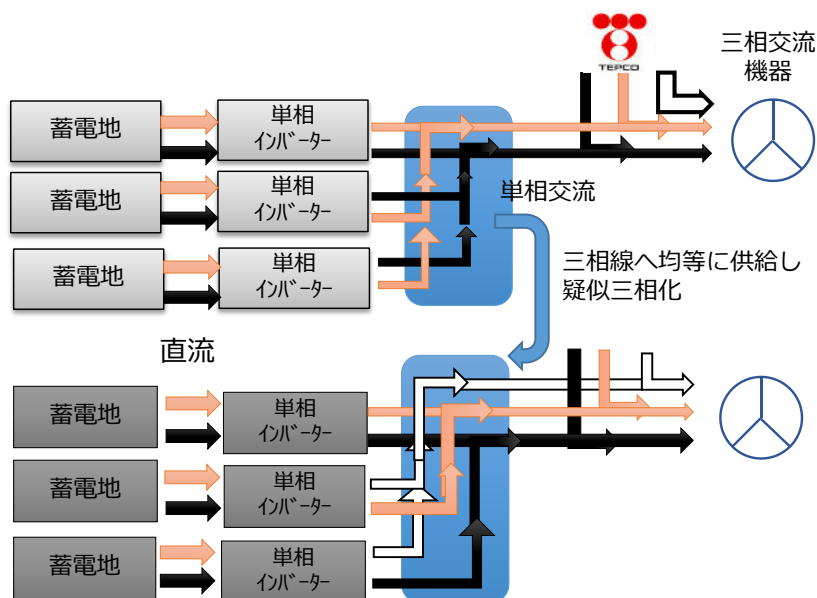 TEPCO
三相交流
機器
蓄電地
単相
インバーター
蓄電地
単相
インバーター
単相交流
蓄電地
単相
インバーター
三相線へ均等に供給し
疑似三相化
直流
蓄電地
単相
インバーター
蓄電地
単相
インバーター
蓄電地
単相
インバーター